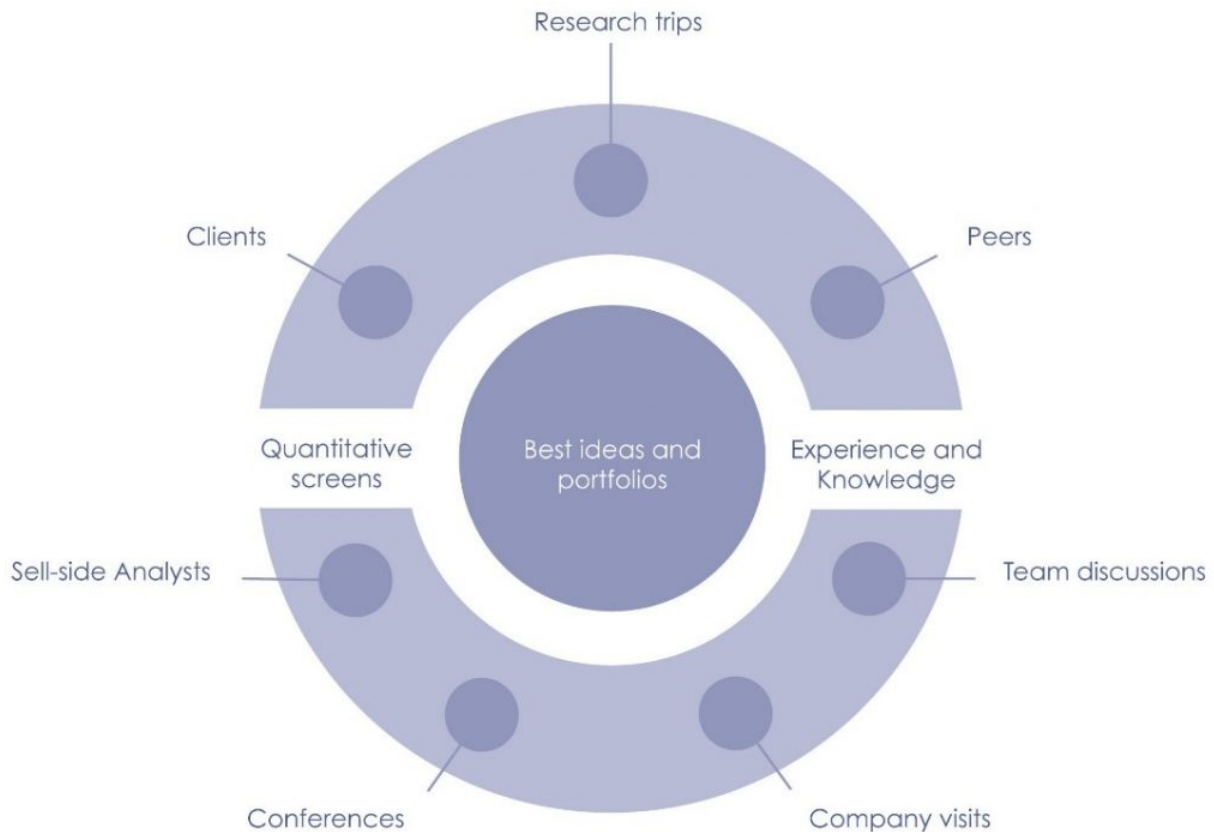 Research trips
Clients
Peers
Quantitative
screens
Best ideas and
portfolios
Experience and
Knowledge
Sell-side Analysts
Team discussions
Conferences
Company visits